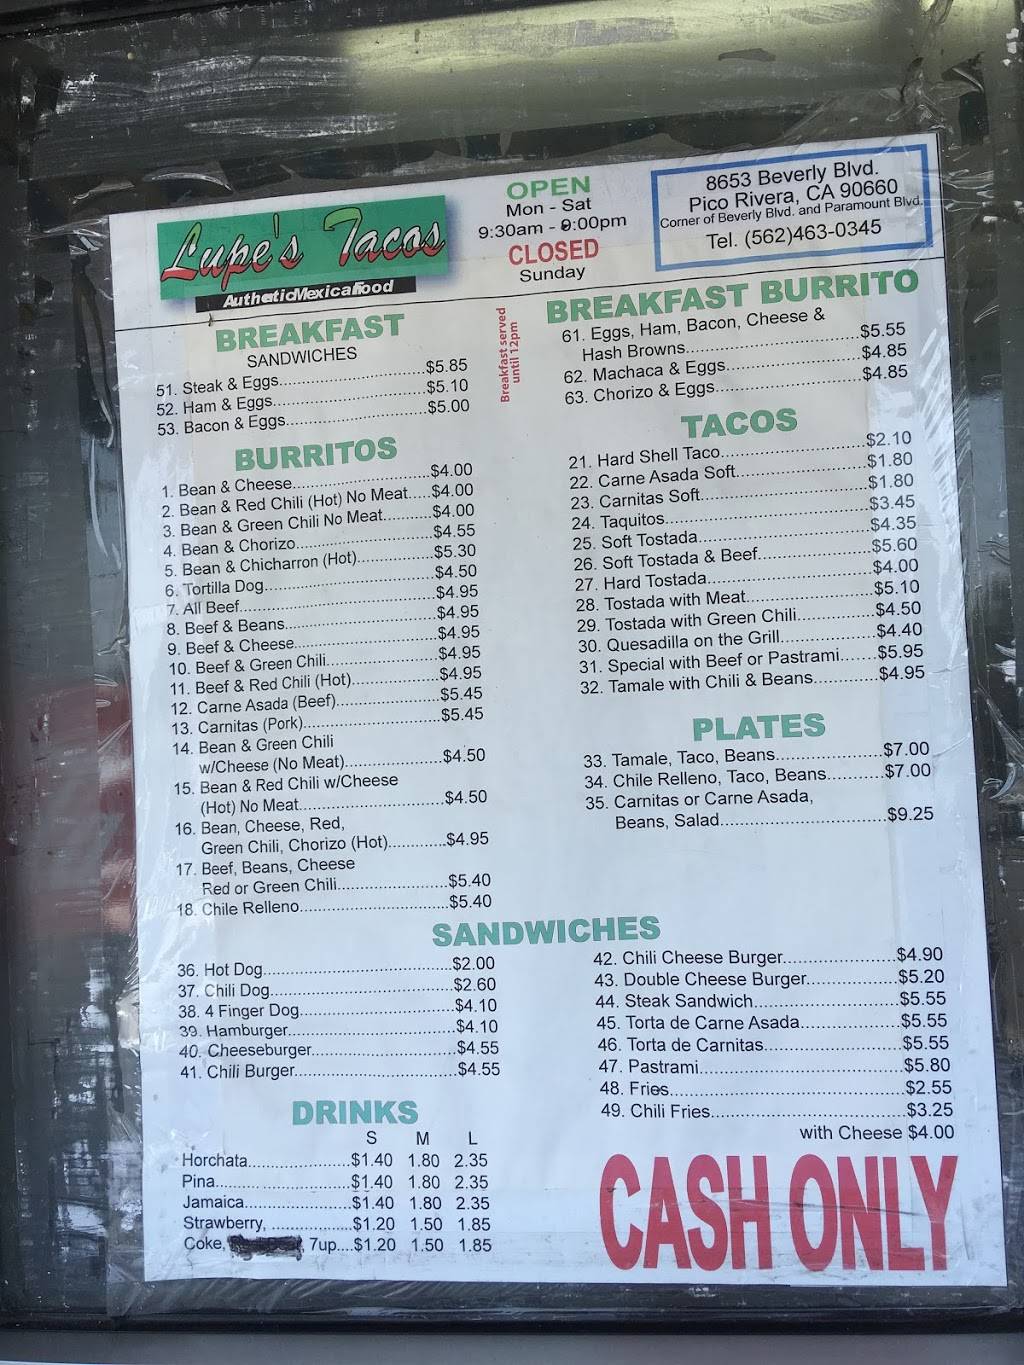 Lupe's Tacos
Authentic Mexican Food
OPEN
Mon - Sat
9:30am - 9:00pm
CLOSED
Sunday
8653 Beverly Blvd.
Pico Rivera, CA 90660
Corner of Beverly Blvd. and Paramount Blvd.
Tel. (562)463-0345
BREAKFAST
SANDWICHES
51. Steak & Eggs..............................$5.85
52. Ham & Eggs..............................$5.10
53. Bacon & Eggs..............................$5.00
Breakfast served
until 12pm
BREAKFAST BURRITO
61. Eggs, Ham, Bacon, Cheese &
Hash Browns..............................$5.55
62. Machaca & Eggs..............................$4.85
63. Chorizo & Eggs..............................$4.85
BURRITOS
1. Bean & Cheese..............................$4.00
2. Bean & Red Chili (Hot) No Meat.....$4.00
3. Bean & Green Chili No Meat..........$4.00
4. Bean & Chorizo..............................$4.55
5. Bean & Chicharron (Hot)................$5.30
6. Tortilla Dog..............................$4.50
7. All Beef..............................$4.95
8. Beef & Beans..............................$4.95
9. Beef & Cheese..............................$4.95
10. Beef & Green Chili........................$4.95
11. Beef & Red Chili (Hot)...................$4.95
12. Carne Asada (Beef)......................$5.45
13. Carnitas (Pork)..............................$5.45
14. Bean & Green Chili
w/Cheese (No Meat).....................$4.50
15. Bean & Red Chili w/Cheese
(Hot) No Meat..............................$4.50
16. Bean, Cheese, Red,
Green Chili, Chorizo (Hot)............$4.95
17. Beef, Beans, Cheese
Red or Green Chili.......................$5.40
18. Chile Relleno..............................$5.40
TACOS
21. Hard Shell Taco..............................$2.10
22. Carne Asada Soft...........................$1.80
23. Carnitas Soft..............................$1.80
24. Taquitos..............................$3.45
25. Soft Tostada..............................$4.35
26. Soft Tostada & Beef.......................$5.60
27. Hard Tostada..............................$4.00
28. Tostada with Meat..........................$5.10
29. Tostada with Green Chili................$4.50
30. Quesadilla on the Grill....................$4.40
31. Special with Beef or Pastrami.......$5.95
32. Tamale with Chili & Beans.............$4.95
PLATES
33. Tamale, Taco, Beans......................$7.00
34. Chile Relleno, Taco, Beans...........$7.00
35. Carnitas or Carne Asada,
Beans, Salad..............................$9.25
SANDWICHES
36. Hot Dog..............................$2.00
37. Chili Dog..............................$2.60
38. 4 Finger Dog..............................$4.10
39. Hamburger..............................$4.10
40. Cheeseburger..............................$4.55
41. Chili Burger..............................$4.55
42. Chili Cheese Burger.......................$4.90
43. Double Cheese Burger..................$5.20
44. Steak Sandwich..............................$5.55
45. Torta de Carne Asada....................$5.55
46. Torta de Carnitas...........................$5.55
47. Pastrami..............................$5.80
48. Fries..............................$2.55
49. Chili Fries..............................$3.25
with Cheese $4.00
DRINKS
S M L
Horchata......................$1.40 1.80 2.35
Pina.............................$1.40 1.80 2.35
Jamaica.......................$1.40 1.80 2.35
Strawberry, .................$1.20 1.50 1.85
Coke, , 7up....$1.20 1.50 1.85
CASH ONLY